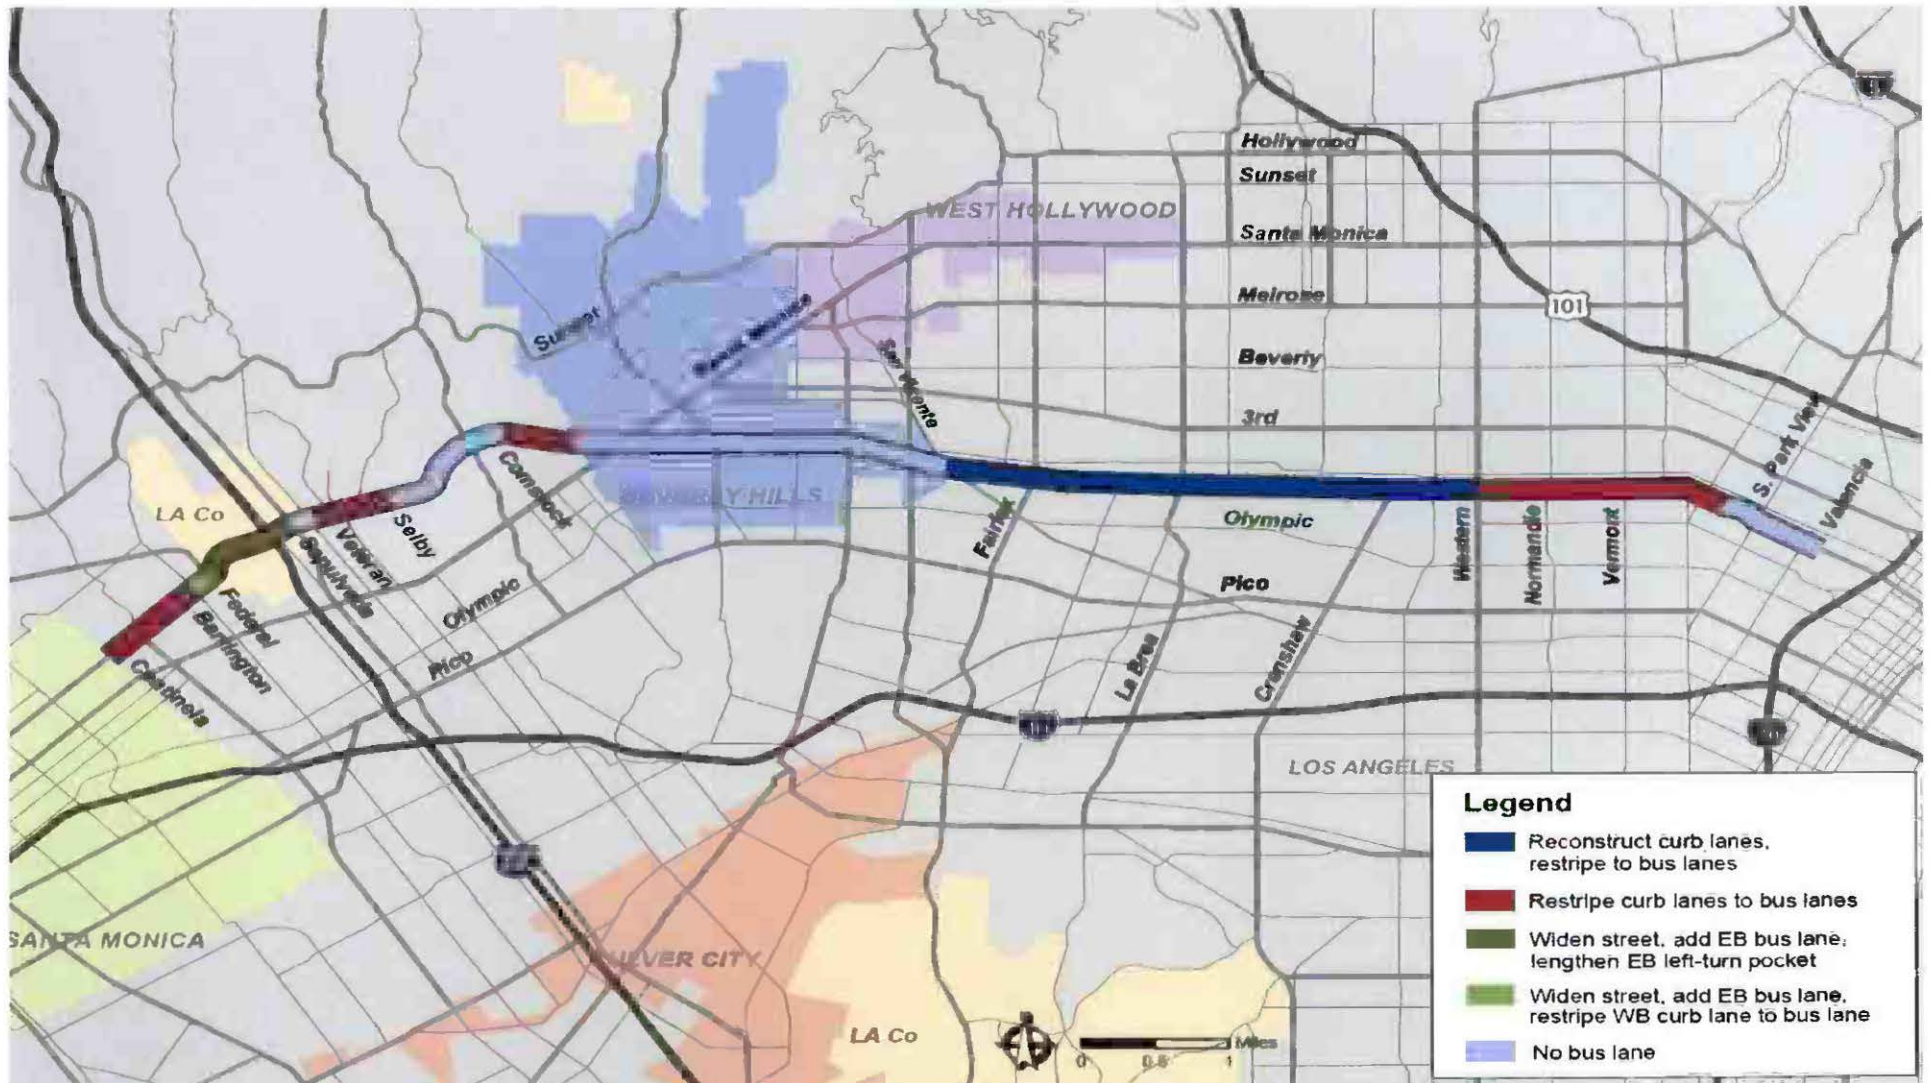 Hollywood
Sunset
WEST HOLLYWOOD
Santa Monica
Melrose
Sunset
101
San Vicente
Beverly
3rd
S. Park View
Valencia
Comstock
BEVERLY HILLS
LA Co
Selby
Veteran
Sepulveda
Fairfax
Olympic
Western
Normandie
Vermont
Federal
Barrington
Olympic
Pico
Pico
Centinela
La Brea
Crenshaw
LOS ANGELES
SANTA MONICA
CULVER CITY
LA Co
0 0.5 1 Miles
Legend
Reconstruct curb lanes,
restripe to bus lanes
Restripe curb lanes to bus lanes
Widen street, add EB bus lane,
lengthen EB left-turn pocket
Widen street, add EB bus lane,
restripe WB curb lane to bus lane
No bus lane